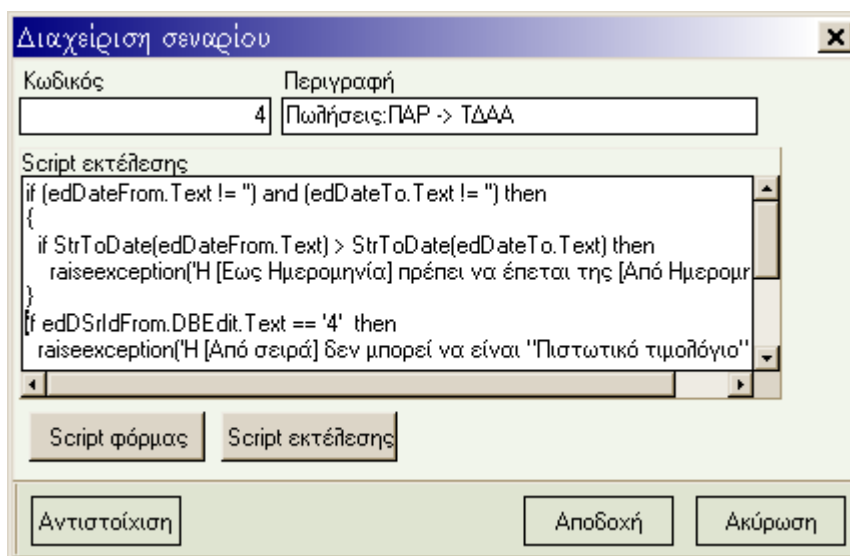 Διαχείριση σεναρίου
Κωδικός Περιγραφή
4 Πωλήσεις:ΠΑΡ -> ΤΔΑΑ
Script εκτέλεσης
if (edDateFrom.Text != '') and (edDateTo.Text != '') then
{
if StrToDate(edDateFrom.Text) > StrToDate(edDateTo.Text) then
raiseexception('Η [Εως Ημερομηνία] πρέπει να έπεται της [Από Ημερομη
}
if edDSrIdFrom.DBEdit.Text == '4' then
raiseexception('Η [Από σειρά] δεν μπορεί να είναι ''Πιστωτικό τιμολόγιο''
Script φόρμας Script εκτέλεσης
Αντιστοίχιση Αποδοχή Ακύρωση